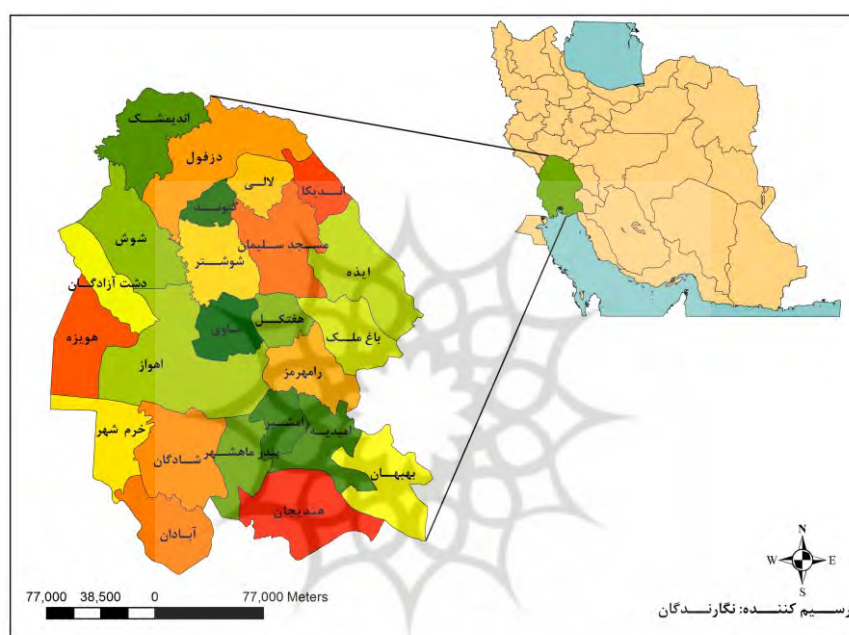 اندیمشک
دزفول
لالی
اندیکا
گتوند
شوش
شوشتر
مسجد سلیمان
ایذه
دشت آزادگان
هویزه
باوی
هفتکل
باغ ملک
اهواز
رامهرمز
خرم شهر
رامشیر
امیدیه
شادگان
بندر ماهشهر
بهبهان
هندیجان
آبادان
N
W E
S
77,000 38,500 0 77,000 Meters
رسیم کننده: نگارندگان